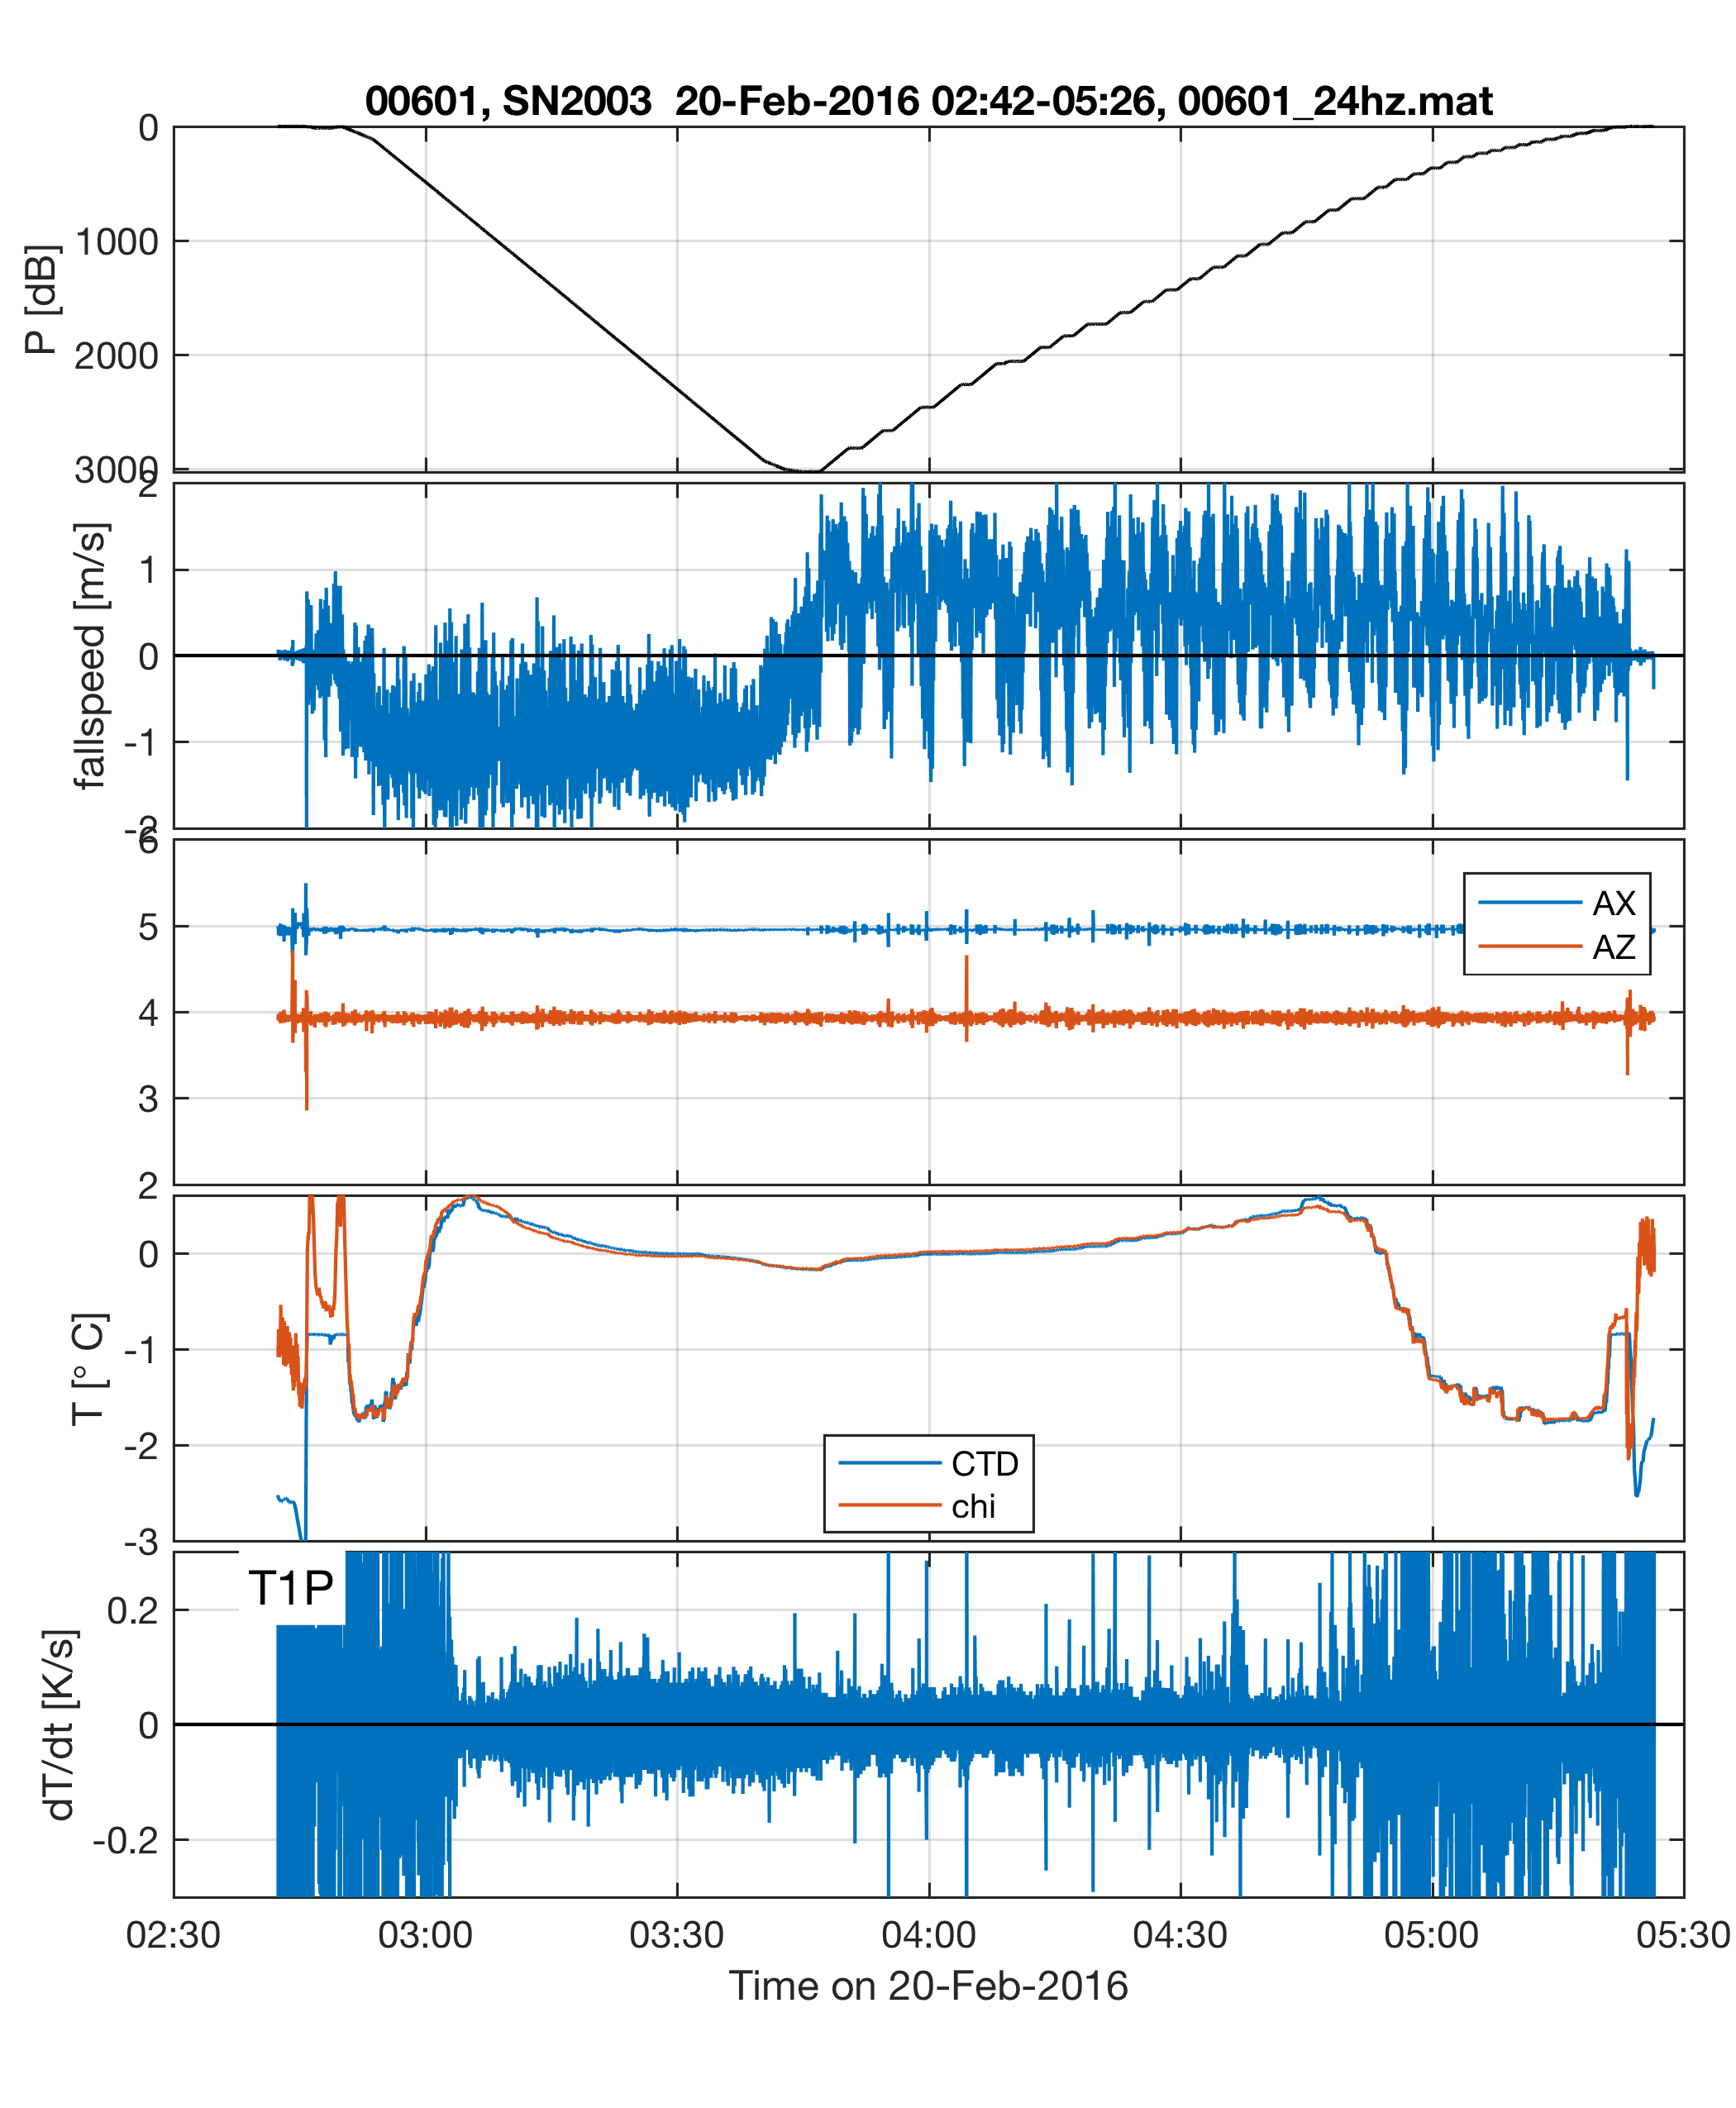 00601, SN2003  20-Feb-2016 02:42-05:26, 00601_24hz.mat
P [dB]
0
1000
2000
3000
fallspeed [m/s]
2
1
0
-1
-2
6
5
4
3
2
AX
AZ
T [° C]
2
0
-1
-2
-3
CTD
chi
dT/dt [K/s]
T1P
0.2
0
-0.2
02:30 03:00 03:30 04:00 04:30 05:00 05:30
Time on 20-Feb-2016